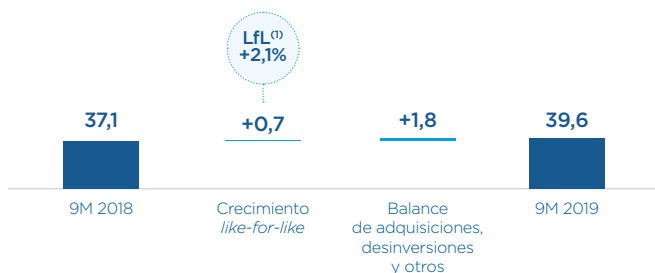 LfL(1)
+2,1%
37,1
+0,7
+1,8
39,6
9M 2018
Crecimiento
like-for-like
Balance
de adquisiciones,
desinversiones
y otros
9M 2019